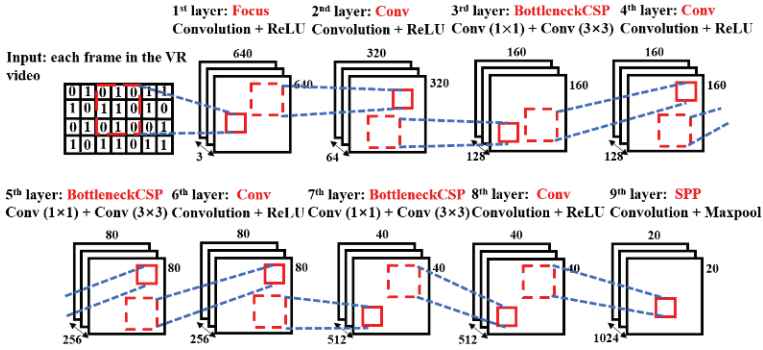 1st layer: Focus
Convolution + ReLU
2nd layer: Conv
Convolution + ReLU
3rd layer: BottleneckCSP
Conv (1×1) + Conv (3×3)
4th layer: Conv
Convolution + ReLU
Input: each frame in the VR
video
0 1 0 1 0 1 0
1 0 1 1 0 1 1
0 1 0 1 0 0 1
1 0 1 1 0 1 1
640
640
3
320
320
64
160
160
128
160
160
128
5th layer: BottleneckCSP
Conv (1×1) + Conv (3×3)
6th layer: Conv
Convolution + ReLU
7th layer: BottleneckCSP
Conv (1×1) + Conv (3×3)
8th layer: Conv
Convolution + ReLU
9th layer: SPP
Convolution + Maxpool
80
80
256
80
80
256
40
40
512
40
40
512
20
20
1024